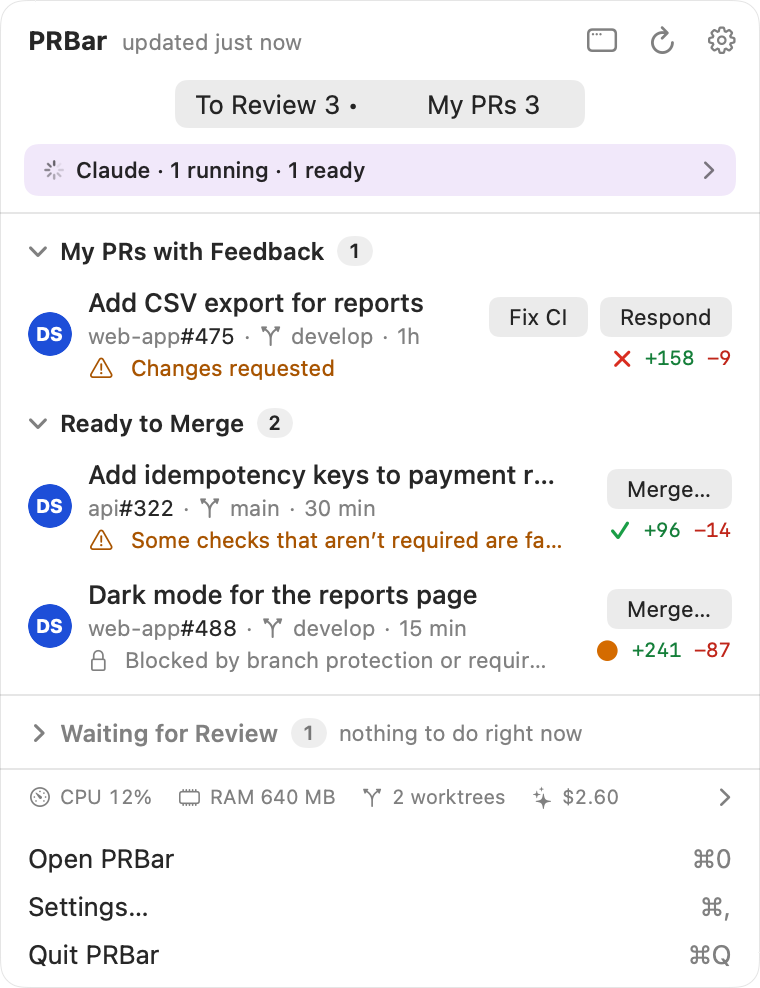 PRBar updated just now
To Review 3 • My PRs 3
Claude · 1 running · 1 ready
My PRs with Feedback 1
Add CSV export for reports
Fix CI Respond
DS
web-app#475 · develop · 1h
+158 −9
Changes requested
Ready to Merge 2
Add idempotency keys to payment r…
Merge…
DS
api#322 · main · 30 min
+96 −14
Some checks that aren’t required are fa…
Dark mode for the reports page
Merge…
DS
web-app#488 · develop · 15 min
+241 −87
Blocked by branch protection or requir…
Waiting for Review 1 nothing to do right now
CPU 12% RAM 640 MB 2 worktrees $2.60
Open PRBar ⌘0
Settings… ⌘,
Quit PRBar ⌘Q